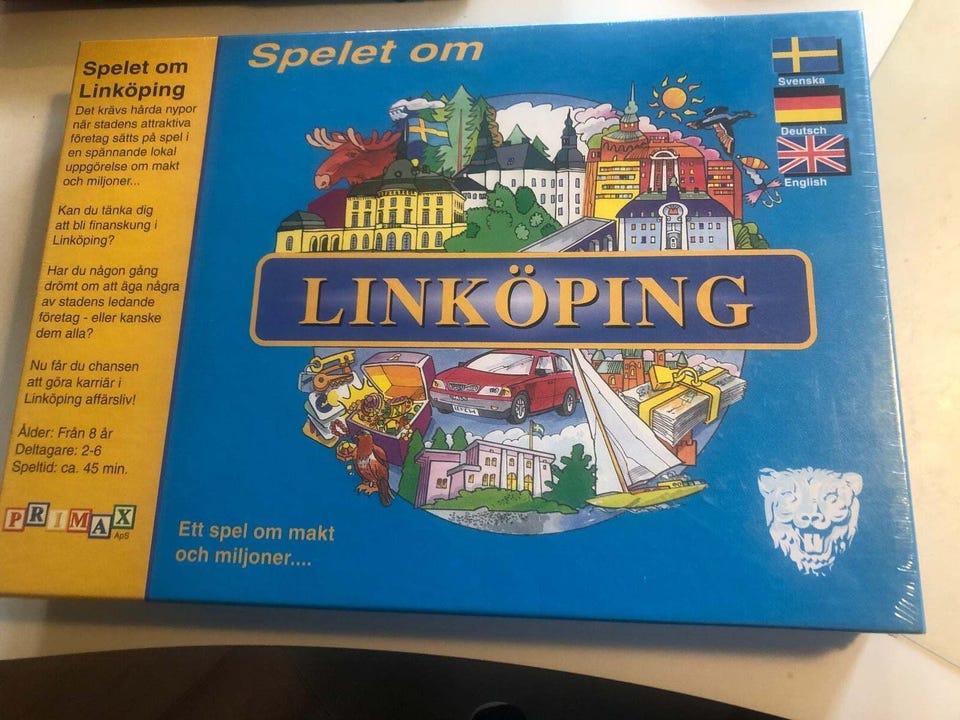 Spelet om
Linköping
Det krävs hårda nypor
när stadens attraktiva
företag sätts på spel i
en spännande lokal
uppgörelse om makt
och miljoner...
Kan du tänka dig
att bli finanskung i
Linköping?
Har du någon gång
drömt om att äga några
av stadens ledande
företag - eller kanske
dem alla?
Nu får du chansen
att göra karriär i
Linköping affärsliv!
Ålder: Från 8 år
Deltagare: 2-6
Speltid: ca. 45 min.
PRIMAX
ApS
Spelet om
LINKÖPING
Ett spel om makt
och miljoner....
Svenska
Deutsch
English